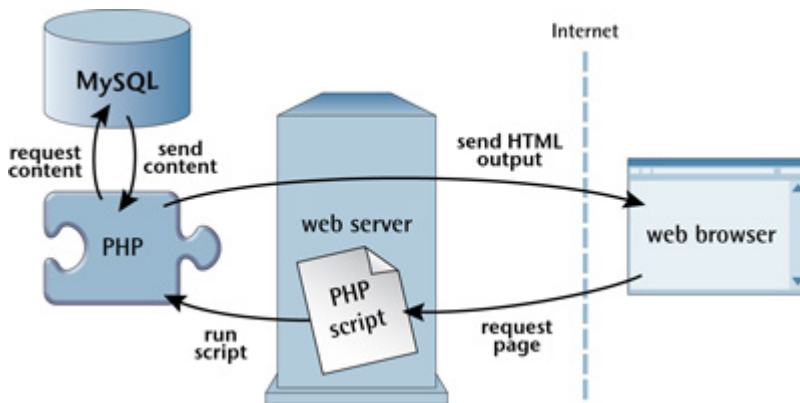 Internet
MySQL
request
content
send
content
send HTML
output
PHP
web server
web browser
PHP
script
run
script
request
page